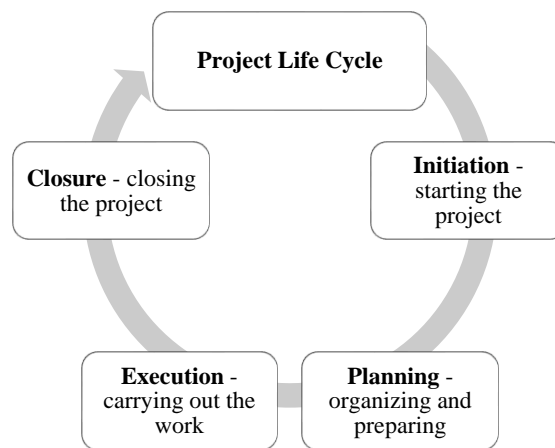 Project Life Cycle
Initiation -
starting the
project
Planning -
organizing and
preparing
Execution -
carrying out the
work
Closure - closing
the project